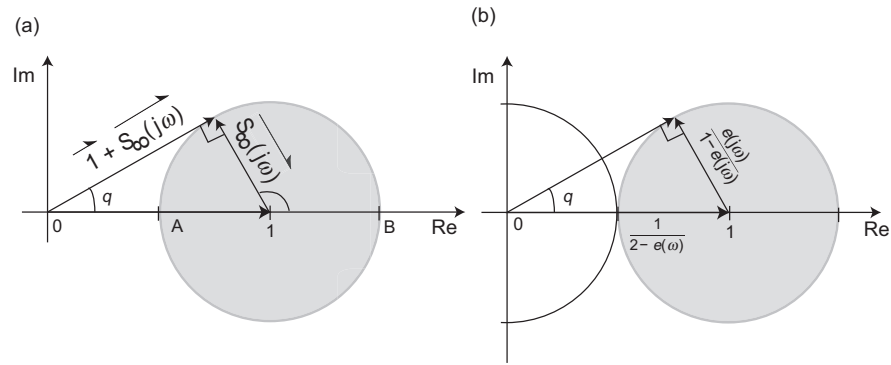 (a)
Im
1 + S∞(jω)
S∞(jω)
q
0
A
1
B
Re
(b)
Im
e(jω)
1−e(jω)
q
0
1
2− e(ω)
1
Re